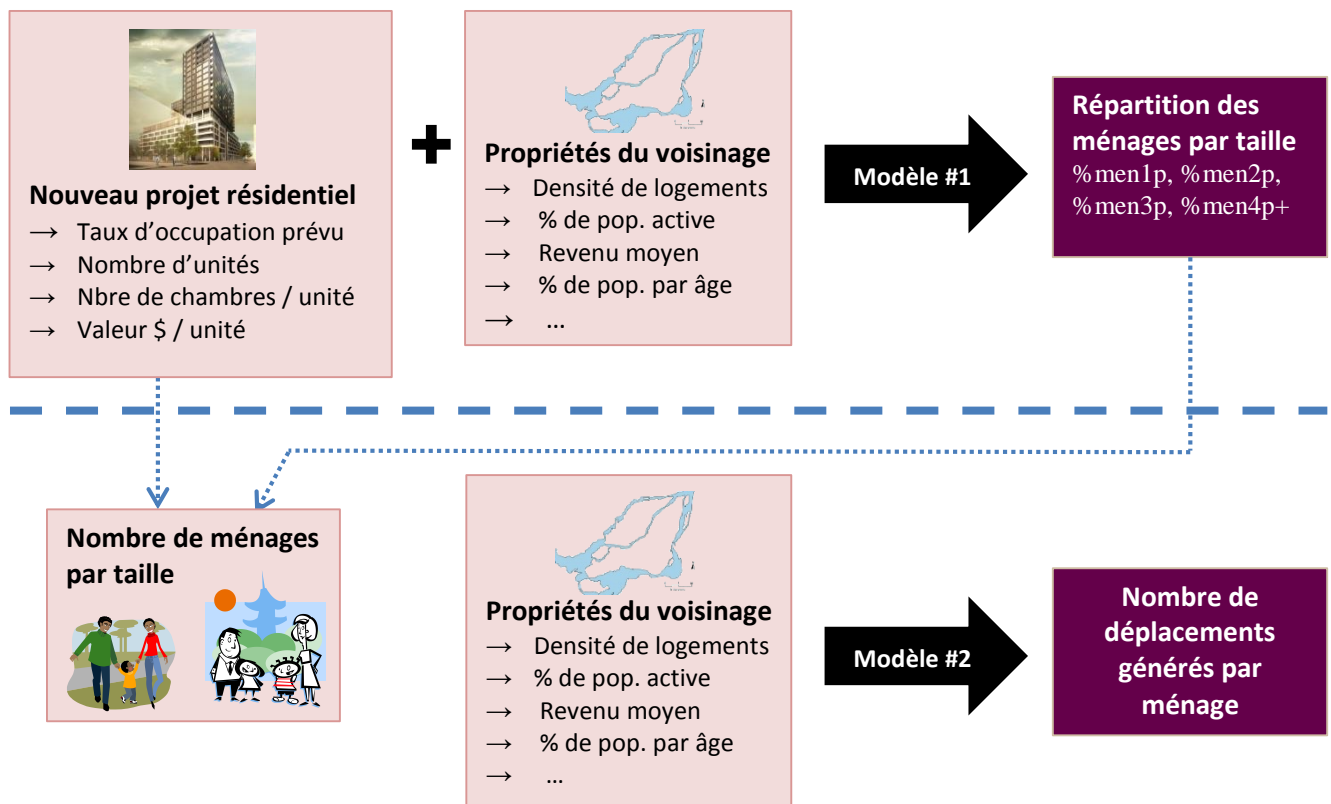 Nouveau projet résidentiel
→ Taux d’occupation prévu
→ Nombre d’unités
→ Nbre de chambres / unité
→ Valeur $ / unité
+
Propriétés du voisinage
→ Densité de logements
→ % de pop. active
→ Revenu moyen
→ % de pop. par âge
→ ...
Modèle #1
Répartition des
ménages par taille
%men1p, %men2p,
%men3p, %men4p+
Nombre de ménages
par taille
Propriétés du voisinage
→ Densité de logements
→ % de pop. active
→ Revenu moyen
→ % de pop. par âge
→ ...
Modèle #2
Nombre de
déplacements
générés par
ménage